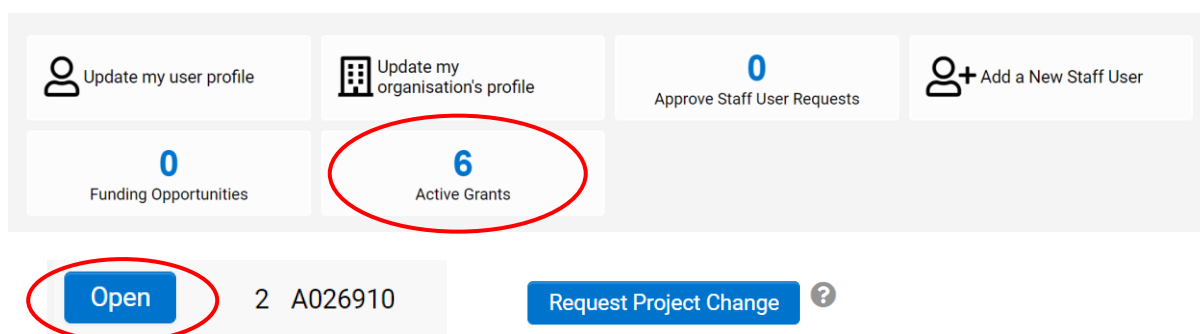 Update my user profile
Update my
organisation's profile
0
Approve Staff User Requests
Add a New Staff User
0
Funding Opportunities
6
Active Grants
Open
2 A026910
Request Project Change ?